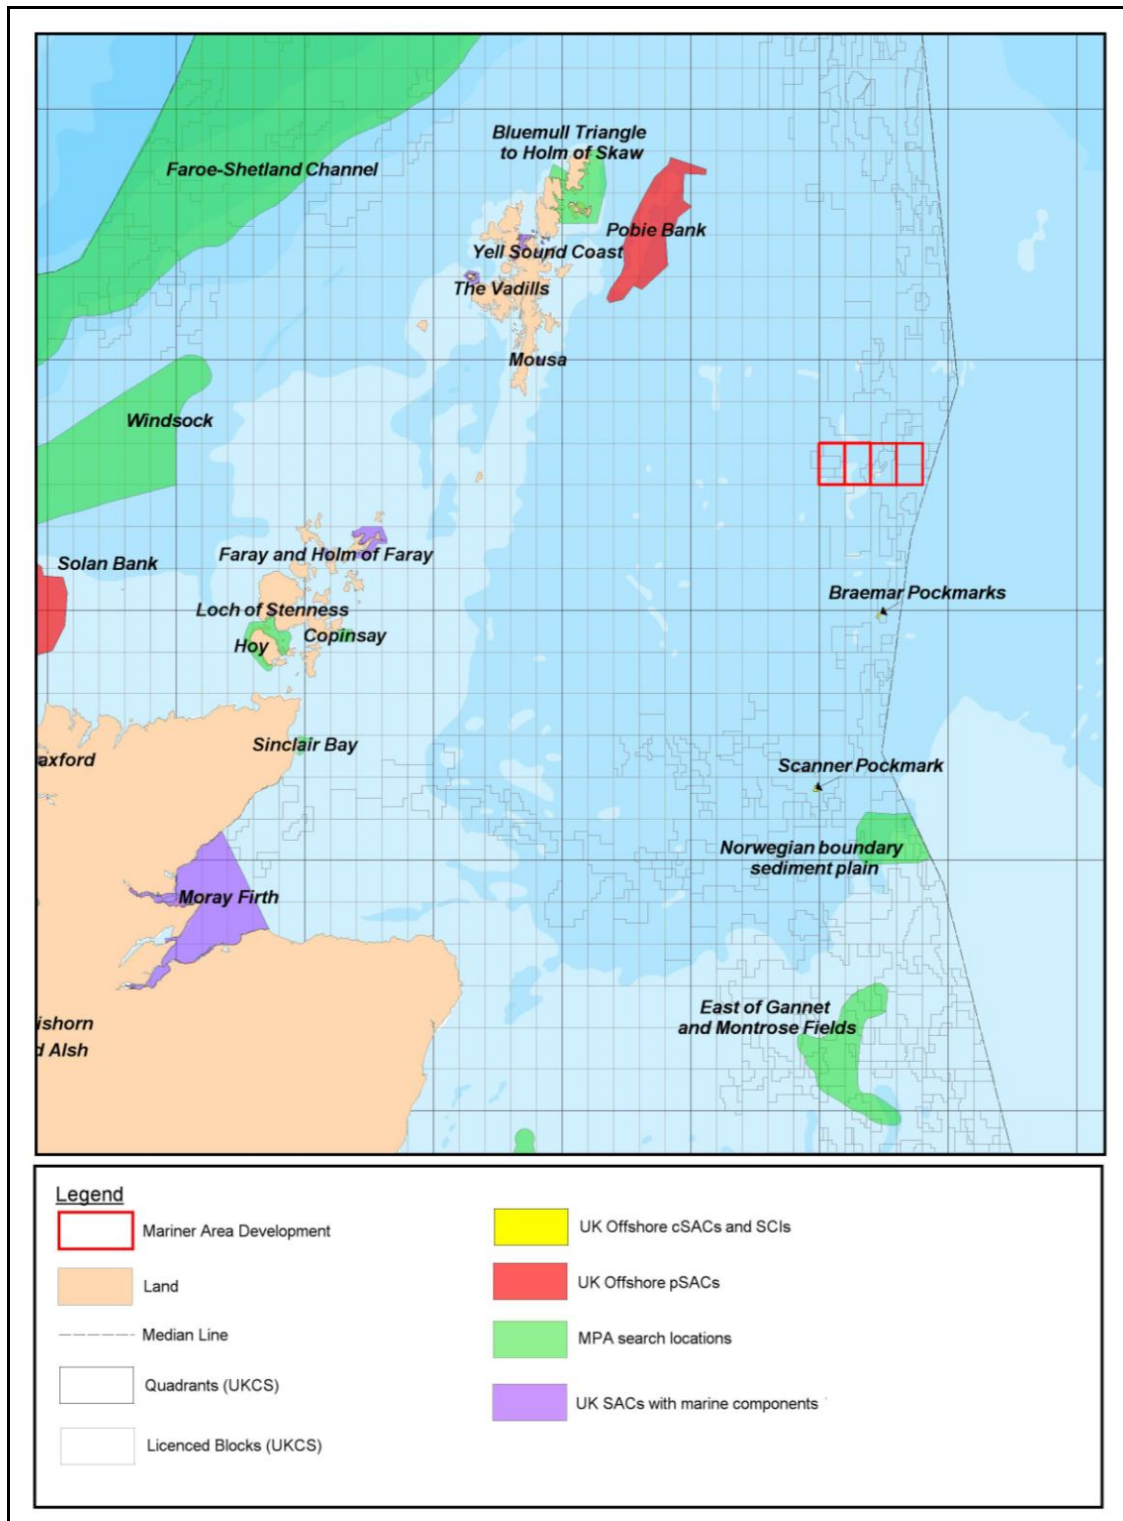 Bluemull Triangle
to Holm of Skaw
Faroe-Shetland Channel
Pobie Bank
Yell Sound Coast
The Vadills
Mousa
Windsock
Faray and Holm of Faray
Solan Bank
Braemar Pockmarks
Loch of Stenness
Copinsay
Hoy
Sinclair Bay
axford
Scanner Pockmark
Norwegian boundary
sediment plain
Moray Firth
East of Gannet
and Montrose Fields
ishorn
d Alsh
Legend
Mariner Area Development
Land
Median Line
Quadrants (UKCS)
Licenced Blocks (UKCS)
UK Offshore cSACs and SCIs
UK Offshore pSACs
MPA search locations
UK SACs with marine components